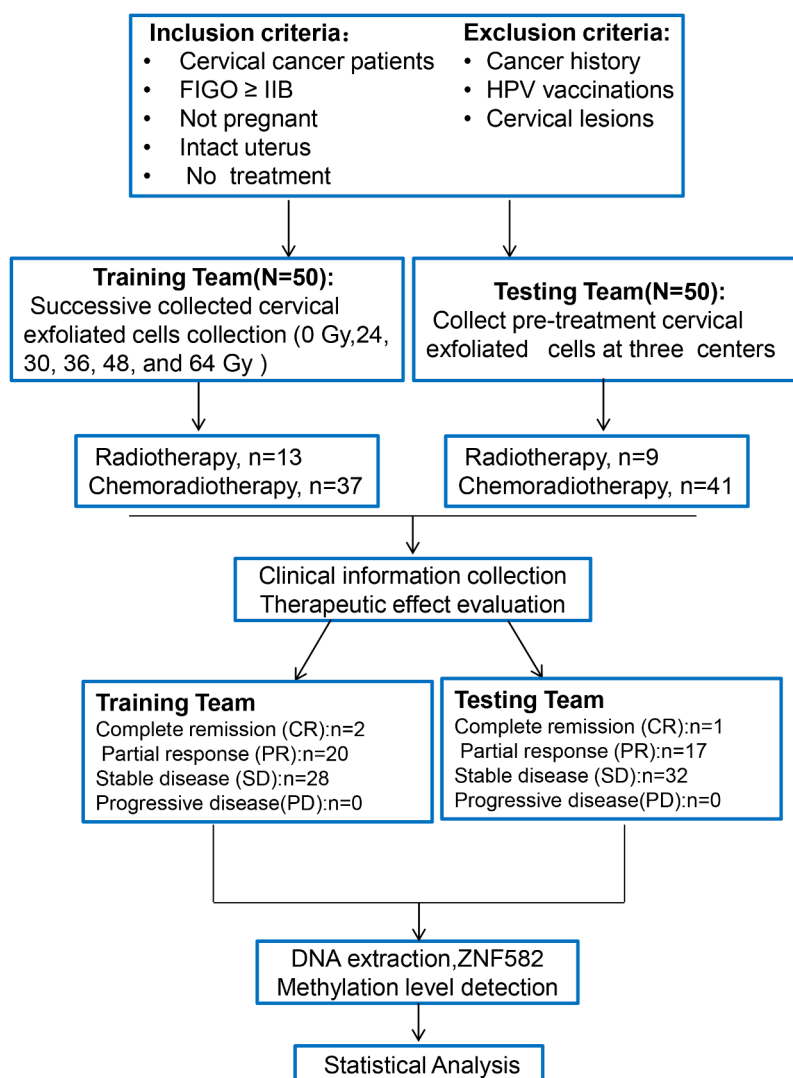 Inclusion criteria：
• Cervical cancer patients
• FIGO ≥ IIB
• Not pregnant
• Intact uterus
• No treatment
Exclusion criteria:
• Cancer history
• HPV vaccinations
• Cervical lesions
Training Team(N=50):
Successive collected cervical
exfoliated cells collection (0 Gy,24,
30, 36, 48, and 64 Gy )
Testing Team(N=50):
Collect pre-treatment cervical
exfoliated cells at three centers
Radiotherapy, n=13
Chemoradiotherapy, n=37
Radiotherapy, n=9
Chemoradiotherapy, n=41
Clinical information collection
Therapeutic effect evaluation
Training Team
Complete remission (CR):n=2
Partial response (PR):n=20
Stable disease (SD):n=28
Progressive disease(PD):n=0
Testing Team
Complete remission (CR):n=1
Partial response (PR):n=17
Stable disease (SD):n=32
Progressive disease(PD):n=0
DNA extraction,ZNF582
Methylation level detection
Statistical Analysis